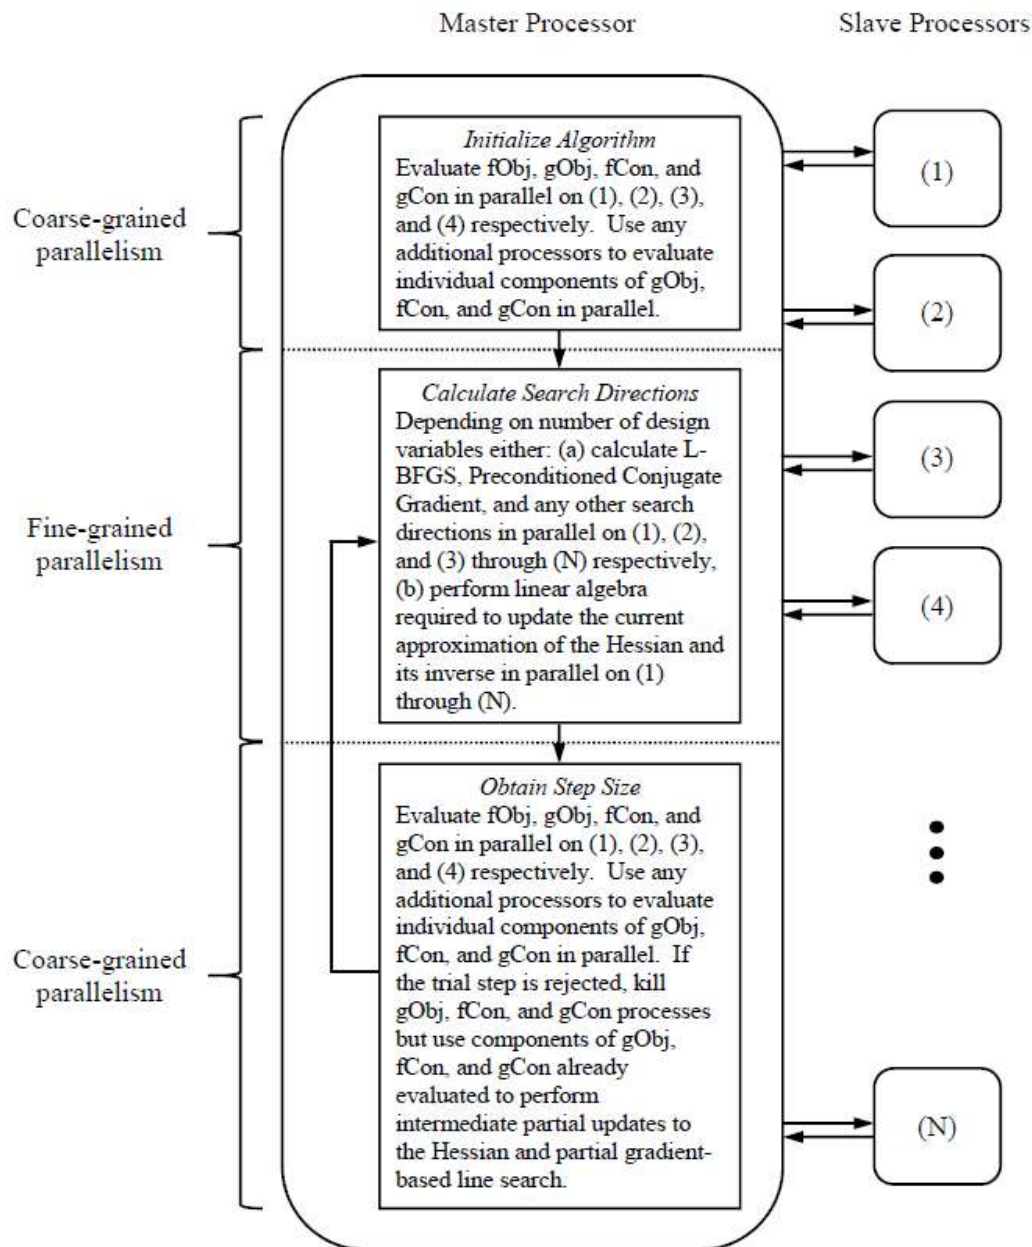 Master Processor
Slave Processors
Coarse-grained
parallelism
Initialize Algorithm
Evaluate fObj, gObj, fCon, and
gCon in parallel on (1), (2), (3),
and (4) respectively.  Use any
additional processors to evaluate
individual components of gObj,
fCon, and gCon in parallel.
(1)
(2)
Fine-grained
parallelism
Calculate Search Directions
Depending on number of design
variables either: (a) calculate L-
BFGS, Preconditioned Conjugate
Gradient, and any other search
directions in parallel on (1), (2),
and (3) through (N) respectively,
(b) perform linear algebra
required to update the current
approximation of the Hessian and
its inverse in parallel on (1)
through (N).
(3)
(4)
Coarse-grained
parallelism
Obtain Step Size
Evaluate fObj, gObj, fCon, and
gCon in parallel on (1), (2), (3),
and (4) respectively.  Use any
additional processors to evaluate
individual components of gObj,
fCon, and gCon in parallel.  If
the trial step is rejected, kill
gObj, fCon, and gCon processes
but use components of gObj,
fCon, and gCon already
evaluated to perform
intermediate partial updates to
the Hessian and partial gradient-
based line search.
(N)